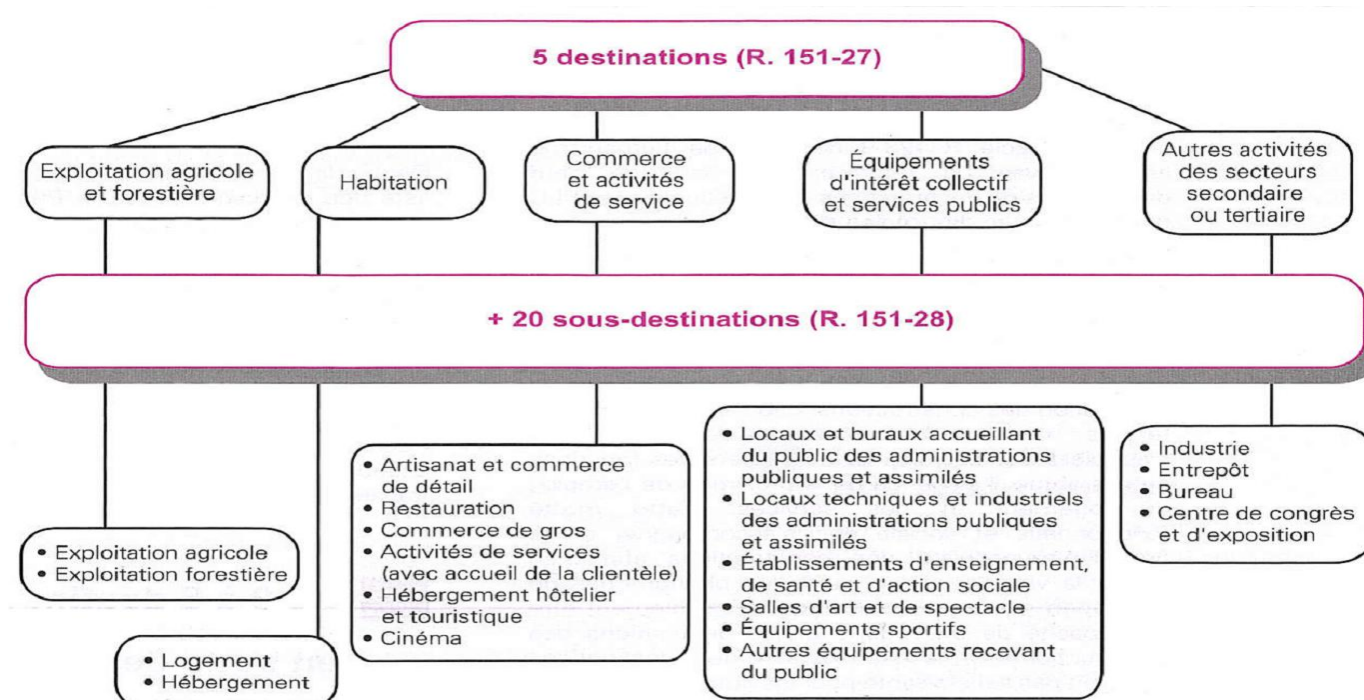 5 destinations (R. 151-27)
Exploitation agricole
et forestière
Habitation
Commerce
et activités
de service
Équipements
d'intérêt collectif
et services publics
Autres activités
des secteurs
secondaire
ou tertiaire
+ 20 sous-destinations (R. 151-28)
• Exploitation agricole
• Exploitation forestière
• Logement
• Hébergement
• Artisanat et commerce
de détail
• Restauration
• Commerce de gros
• Activités de services
(avec accueil de la clientèle)
• Hébergement hôtelier
et touristique
• Cinéma
• Locaux et buraux accueillant
du public des administrations
publiques et assimilés
• Locaux techniques et industriels
des administrations publiques
et assimilés
• Établissements d'enseignement,
de santé et d'action sociale
• Salles d'art et de spectacle
• Équipements sportifs
• Autres équipements recevant
du public
• Industrie
• Entrepôt
• Bureau
• Centre de congrès
et d'exposition